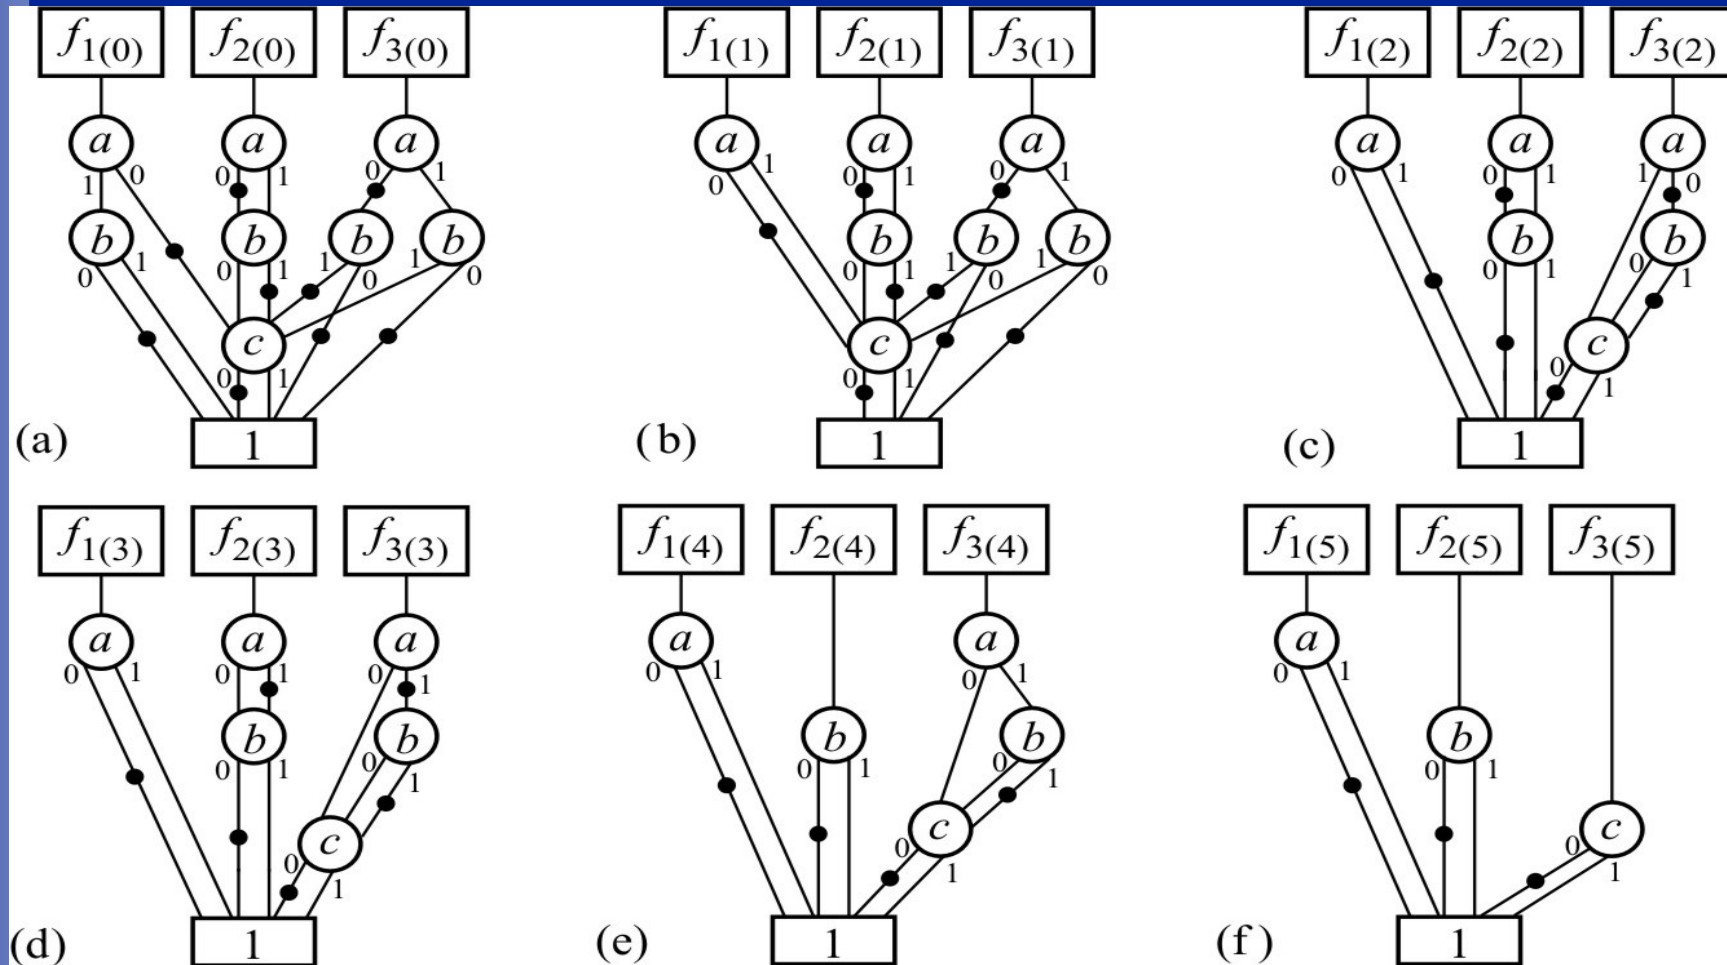 f1(0) f2(0) f3(0) f1(1) f2(1) f3(1) f1(2) f2(2) f3(2)
a a a a a a a a a
1 0 0 1 0 1 0 1 0 1 0 1 0 1 0 1 1 0
b b b b b b b b b
0 1 0 1 1 0 1 0 0 1 1 0 1 0 0 1 0 1
c c c
0 1 0 1 0 1
(a) 1 (b) 1 (c) 1
f1(3) f2(3) f3(3) f1(4) f2(4) f3(4) f1(5) f2(5) f3(5)
a a a a a a
0 1 0 1 0 1 0 1 0 1 0 1
b b b b b
0 1 0 1 0 1 0 1 0 1
c c c
0 1 0 1 0 1
(d) 1 (e) 1 (f) 1